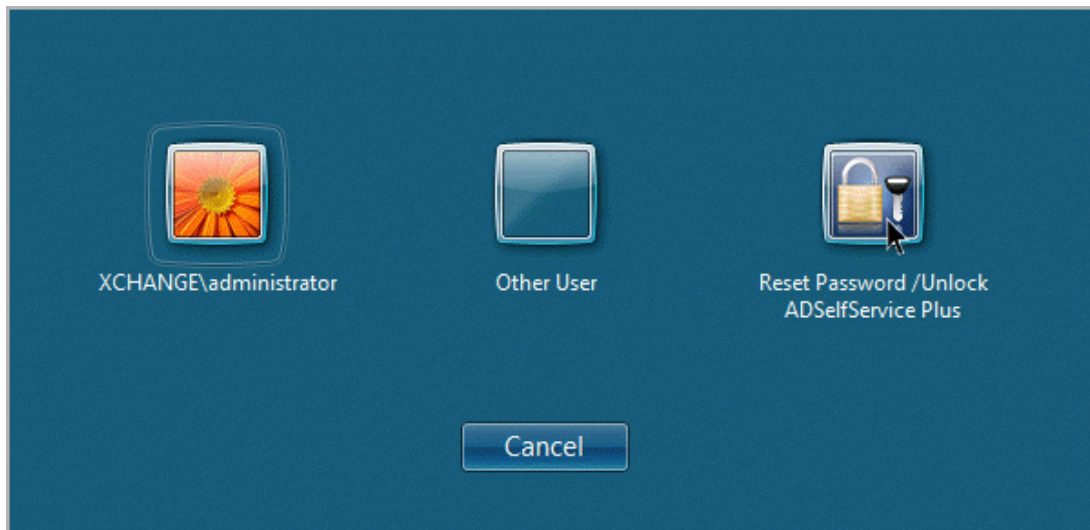 XCHANGE\administrator
Other User
Reset Password /Unlock
ADSelfService Plus
Cancel